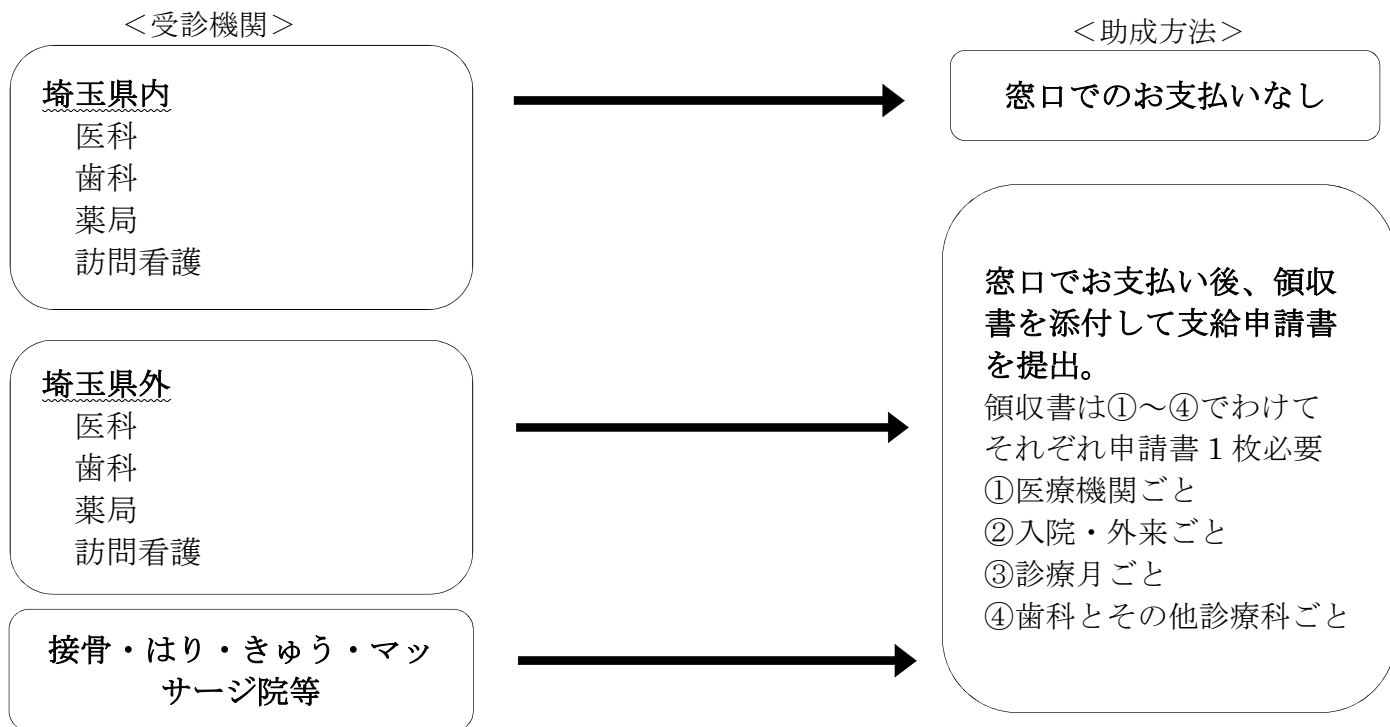 ＜受診機関＞
埼玉県内
医科
歯科
薬局
訪問看護
埼玉県外
医科
歯科
薬局
訪問看護
接骨・はり・きゅう・マッ
サージ院等
＜助成方法＞
窓口でのお支払いなし
窓口でお支払い後、領収
書を添付して支給申請書
を提出。
領収書は①～④でわけて
それぞれ申請書１枚必要
①医療機関ごと
②入院・外来ごと
③診療月ごと
④歯科とその他診療科ごと